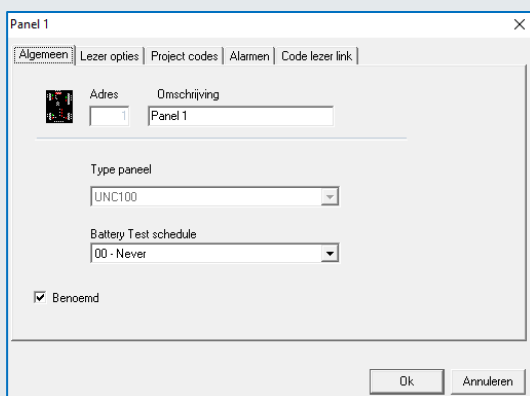 Panel 1
Algemeen Lezer opties Project codes Alarmen Code lezer link
Adres Omschrijving
1 Panel 1
Type paneel
UNC100
Battery Test schedule
00 - Never
Benoemd
Ok Annuleren